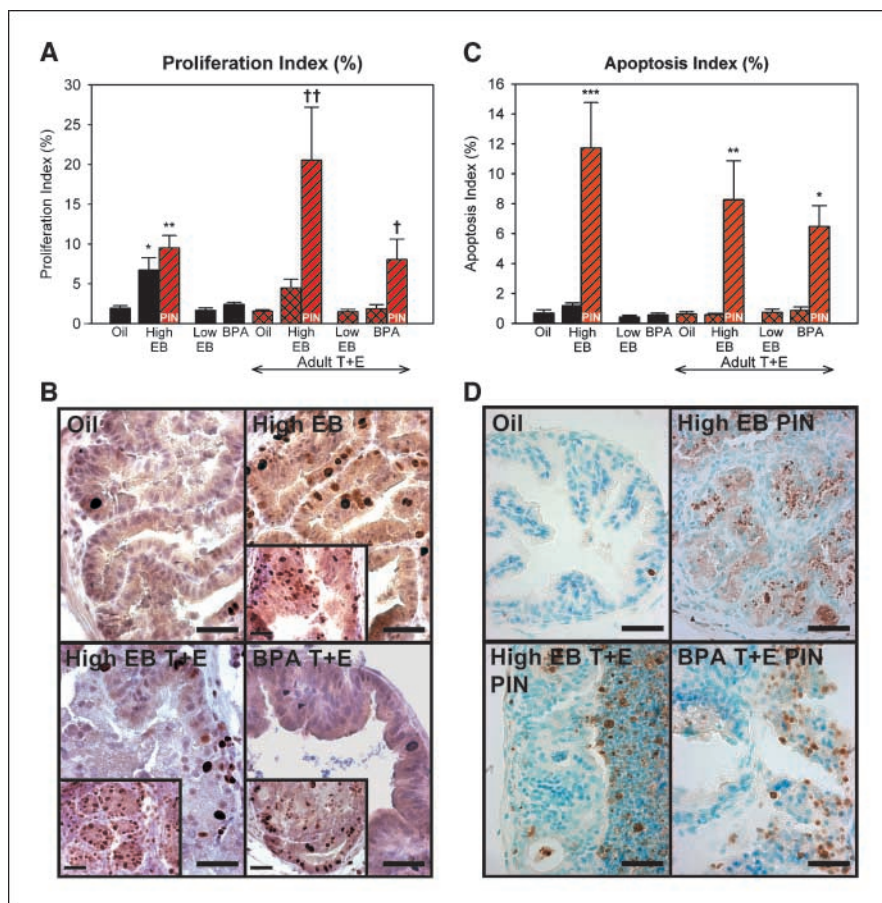 A
Proliferation Index (%)
Proliferation Index (%)
30
25
20
15
10
5
0
* ** †† †
PIN PIN PIN
Oil High EB Low EB BPA Oil High EB Low EB BPA
Adult T+E
C
Apoptosis Index (%)
Apoptosis Index (%)
16
14
12
10
8
6
4
2
0
*** ** *
PIN PIN PIN
Oil High EB Low EB BPA Oil High EB Low EB BPA
Adult T+E
B
Oil High EB
High EB T+E BPA T+E
D
Oil High EB PIN
High EB T+E PIN BPA T+E PIN